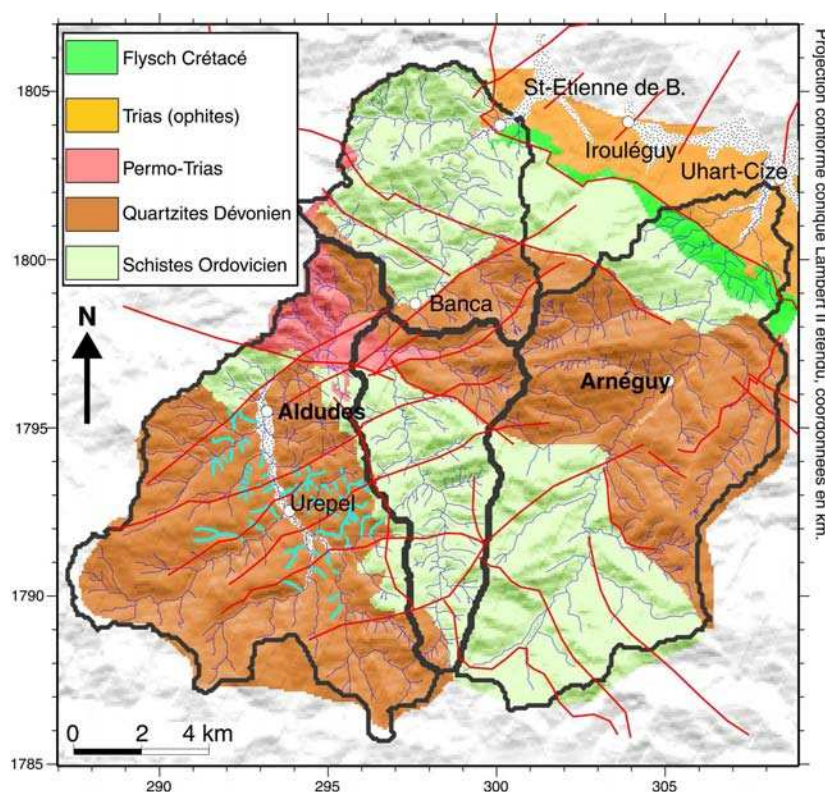 Flysch Crétacé
Trias (ophites)
Permo-Trias
Quartzites Dévonien
Schistes Ordovicien
St-Etienne de B.
Irouléguy
Uhart-Cize
Banca
Arnéguy
Aldudes
Urepel
N
0 2 4 km
1805
1800
1795
1790
1785
290 295 300 305
Projection conforme conique Lambert II étendu, coordonnées en km.